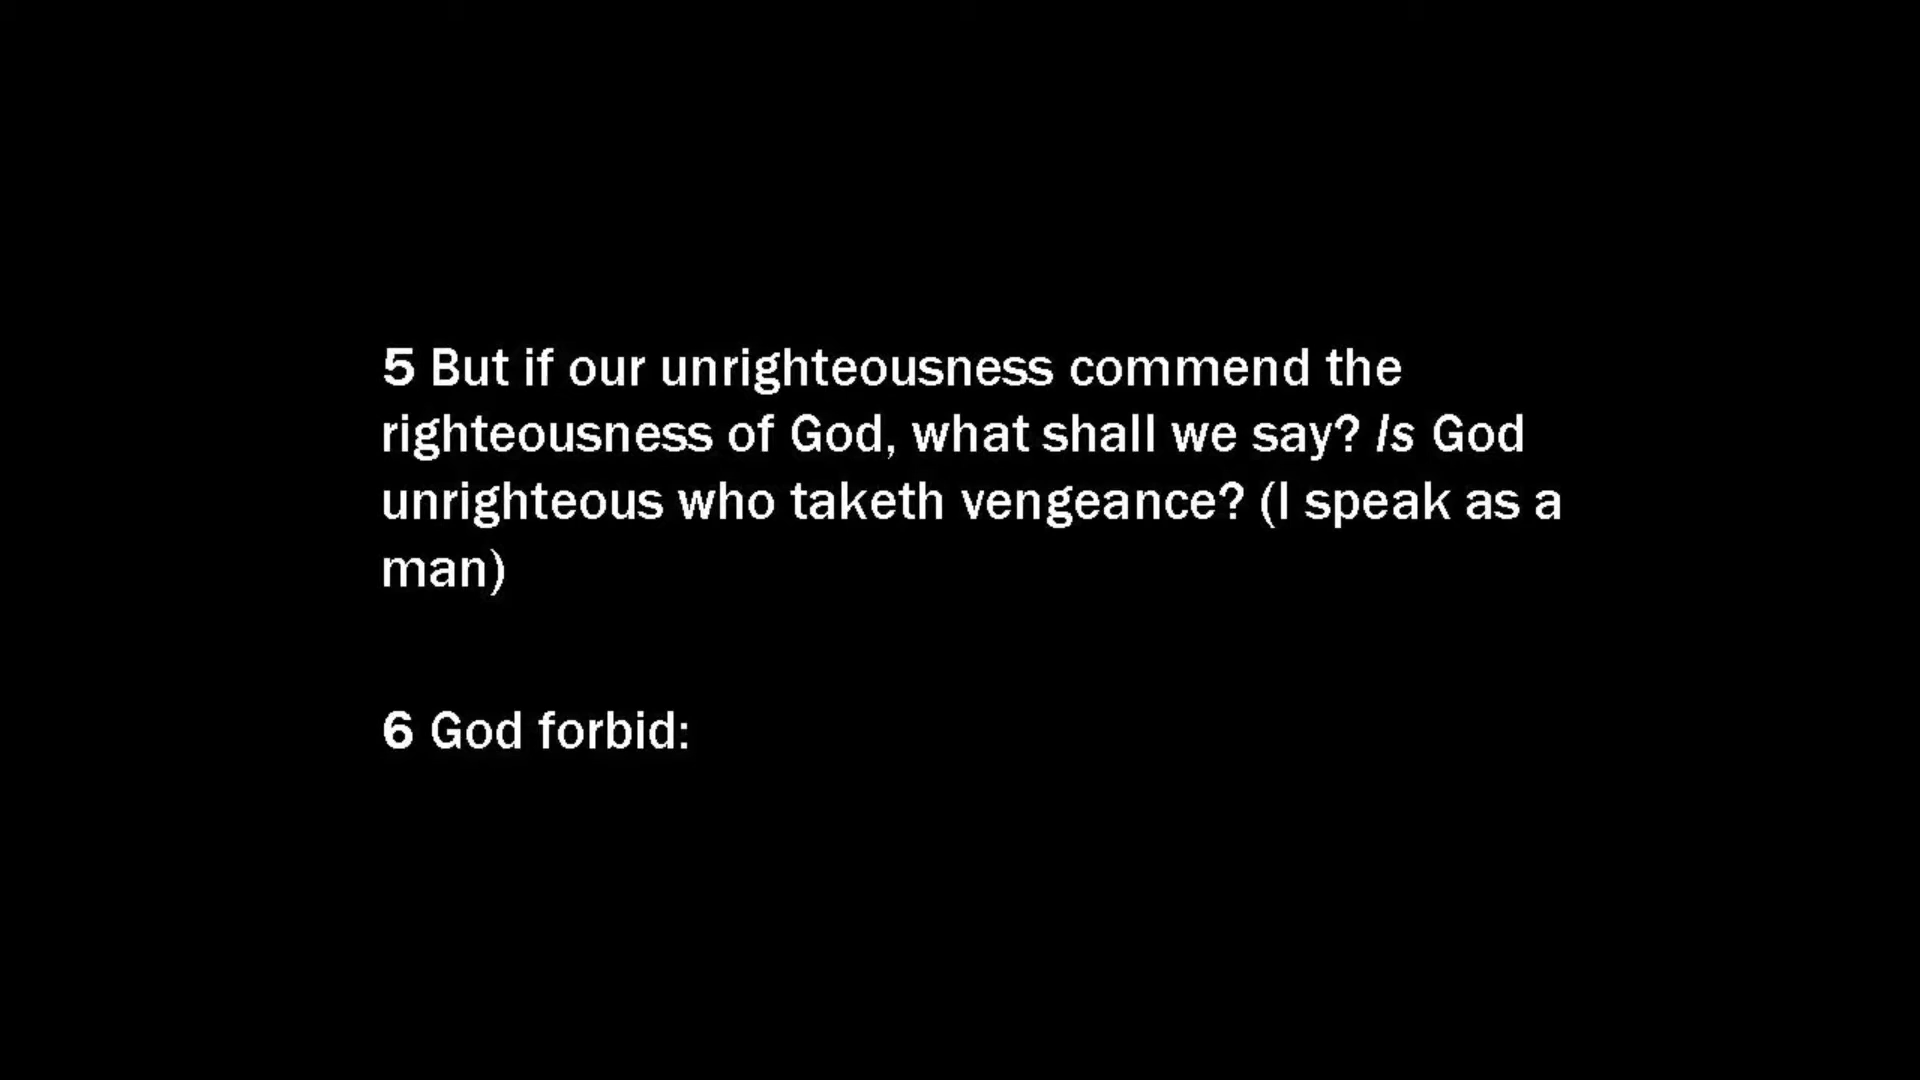 5 But if our unrighteousness commend the
righteousness of God, what shall we say? Is God
unrighteous who taketh vengeance? (I speak as a
man)
6 God forbid: